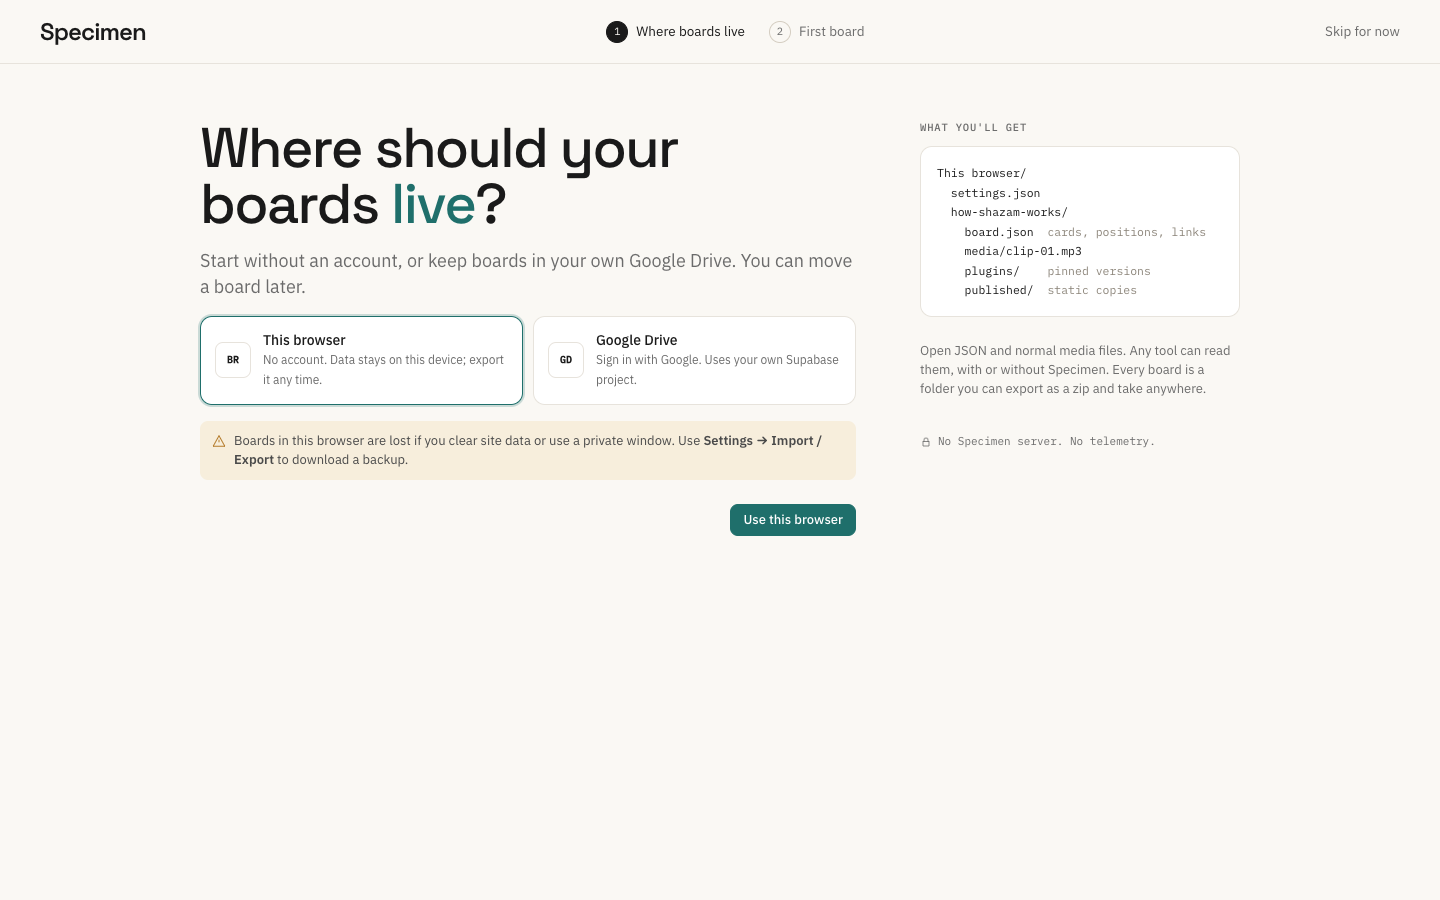 Specimen
1 Where boards live
2 First board
Skip for now
Where should your
boards live?
Start without an account, or keep boards in your own Google Drive. You can move
a board later.
BR
This browser
No account. Data stays on this device; export
it any time.
GD
Google Drive
Sign in with Google. Uses your own Supabase
project.
Boards in this browser are lost if you clear site data or use a private window. Use Settings → Import /
Export to download a backup.
Use this browser
WHAT YOU'LL GET
This browser/
settings.json
how-shazam-works/
board.json cards, positions, links
media/clip-01.mp3
plugins/ pinned versions
published/ static copies
Open JSON and normal media files. Any tool can read
them, with or without Specimen. Every board is a
folder you can export as a zip and take anywhere.
No Specimen server. No telemetry.